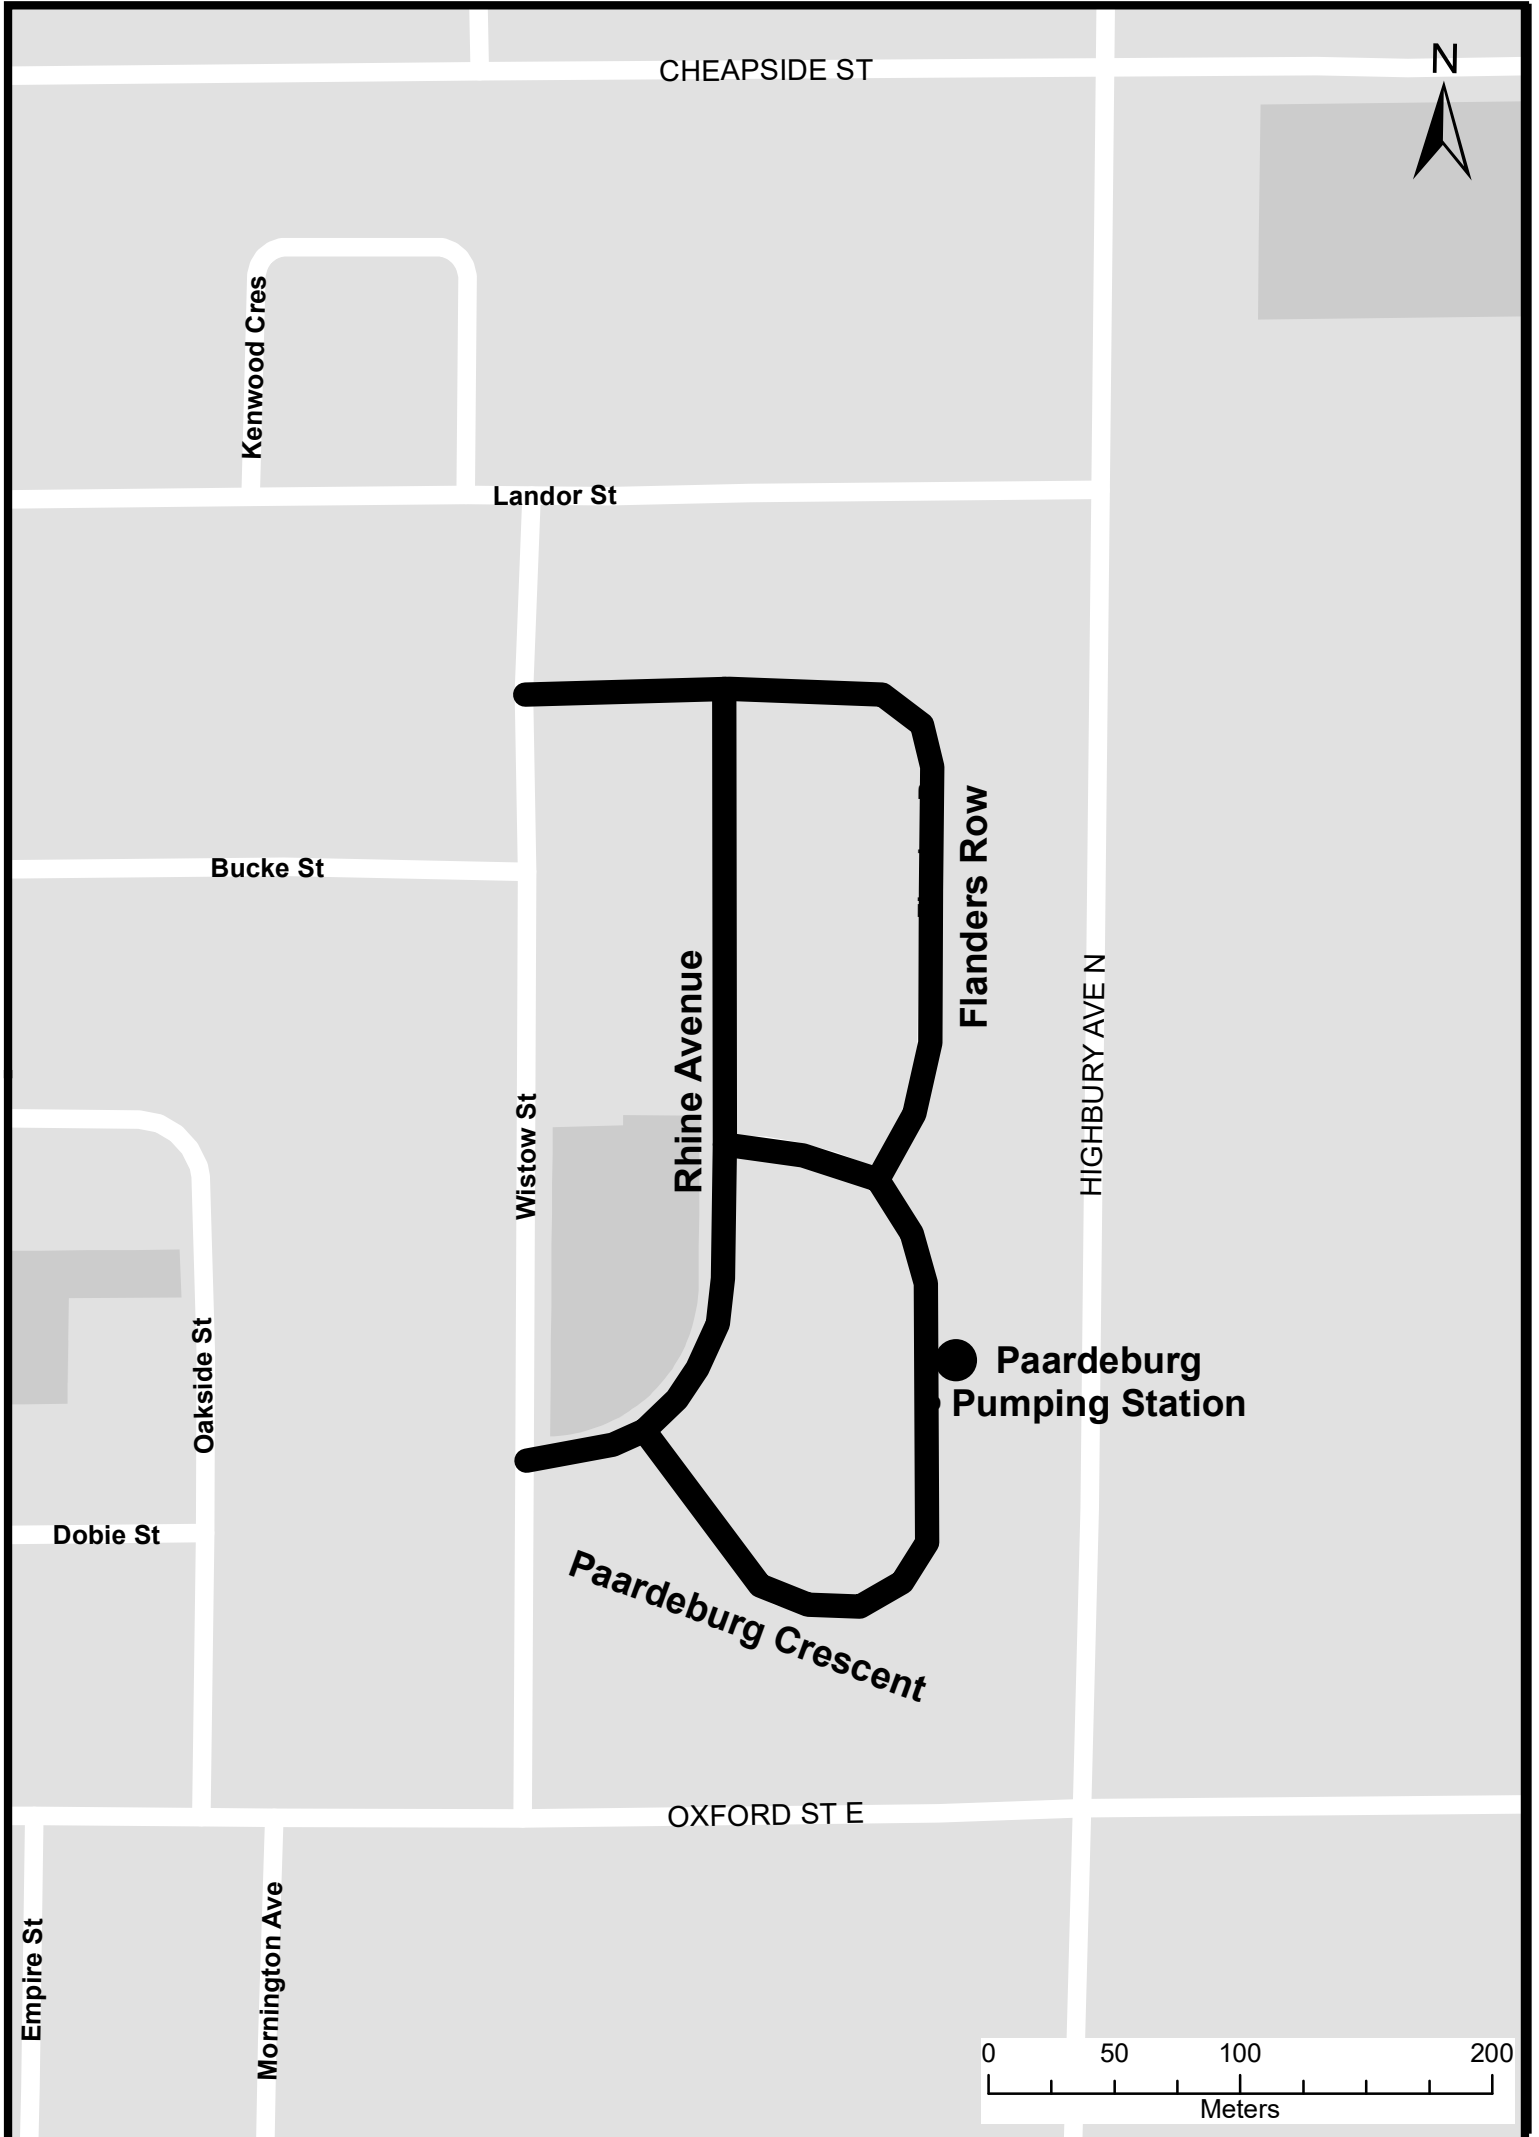 CHEAPSIDE ST
N
Kenwood Cres
Landor St
Bucke St
Flanders Row
Rhine Avenue
HIGHBURY AVE N
Wistow St
Oakside St
Paardeburg
Pumping Station
Dobie St
Paardeburg Crescent
OXFORD ST E
Empire St
Mornington Ave
0 50 100 200
Meters